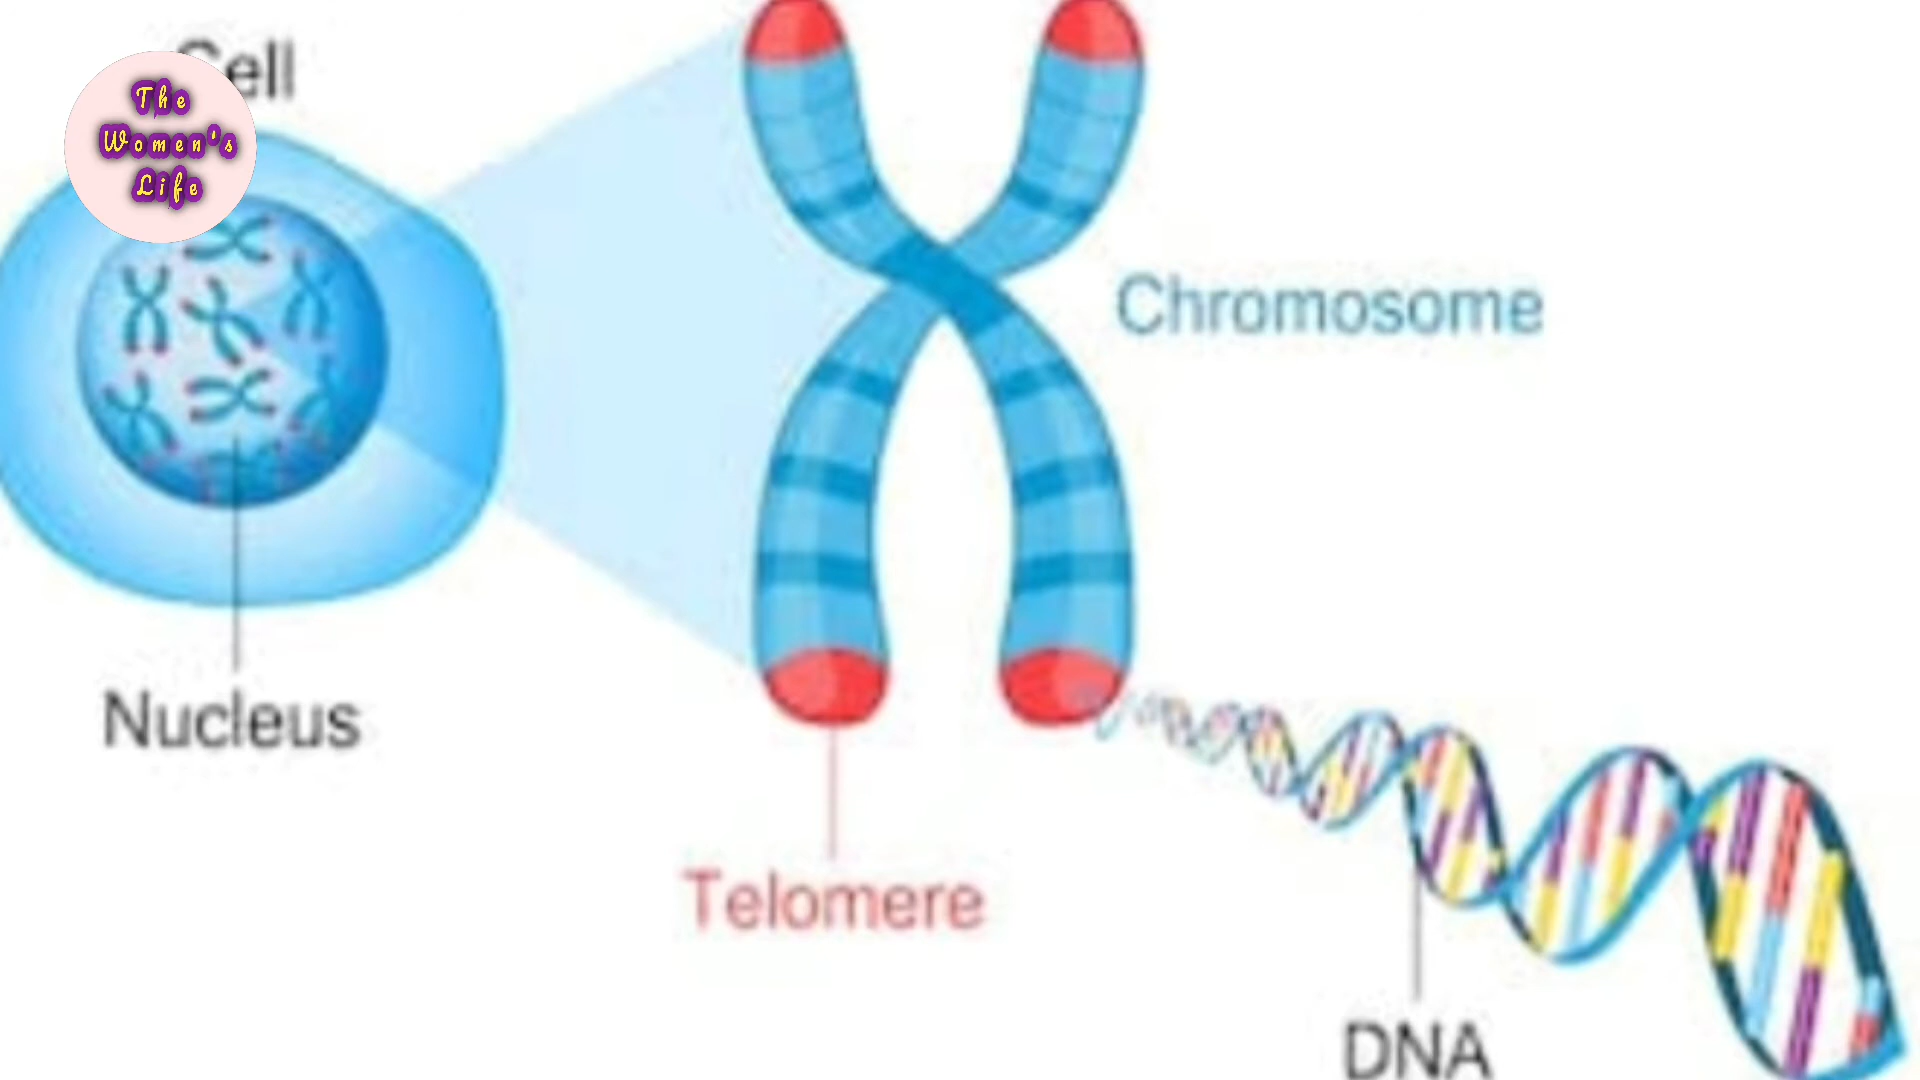 Cell
The
Women's
Life
Chromosome
Nucleus
Telomere
DNA